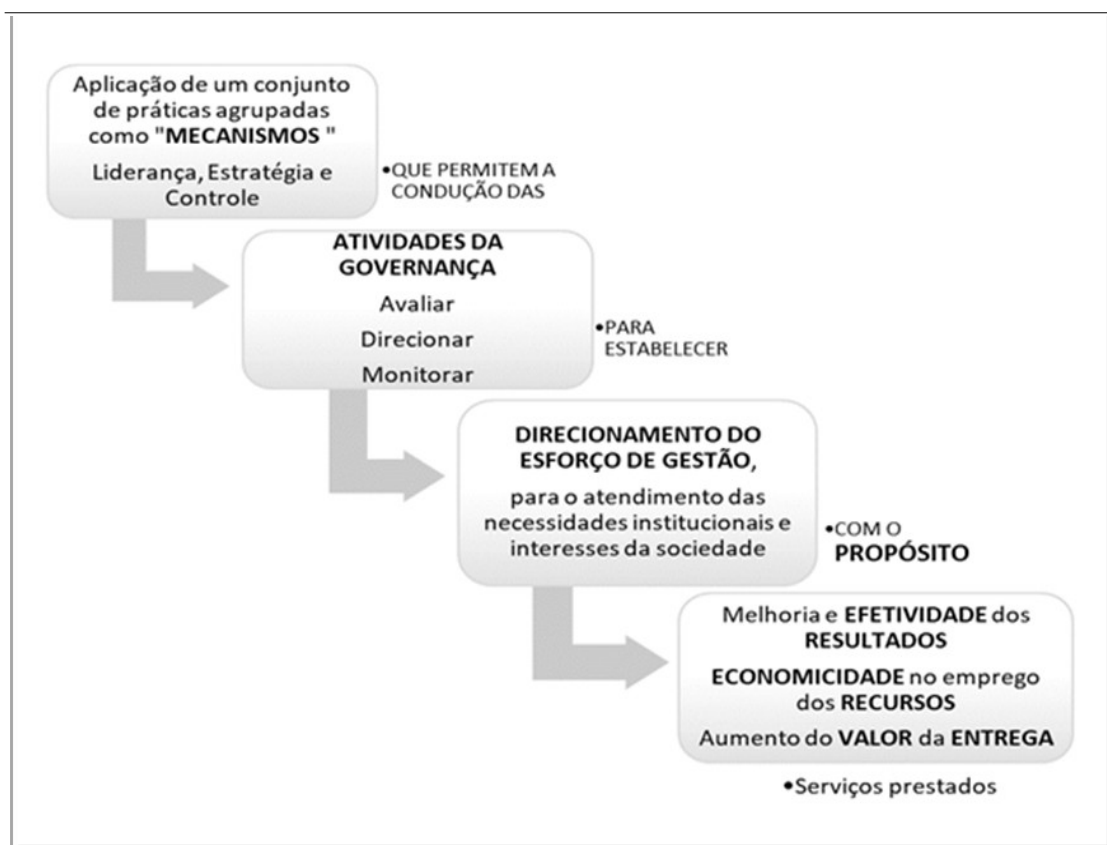 Aplicação de um conjunto
de práticas agrupadas
como "MECANISMOS "
Liderança, Estratégia e
Controle
•QUE PERMITEM A
CONDUÇÃO DAS
ATIVIDADES DA
GOVERNANÇA
Avaliar
Direcionar
Monitorar
•PARA
ESTABELECER
DIRECIONAMENTO DO
ESFORÇO DE GESTÃO,
para o atendimento das
necessidades institucionais e
interesses da sociedade
•COM O
PROPÓSITO
Melhoria e EFETIVIDADE dos
RESULTADOS
ECONOMICIDADE no emprego
dos RECURSOS
Aumento do VALOR da ENTREGA
•Serviços prestados